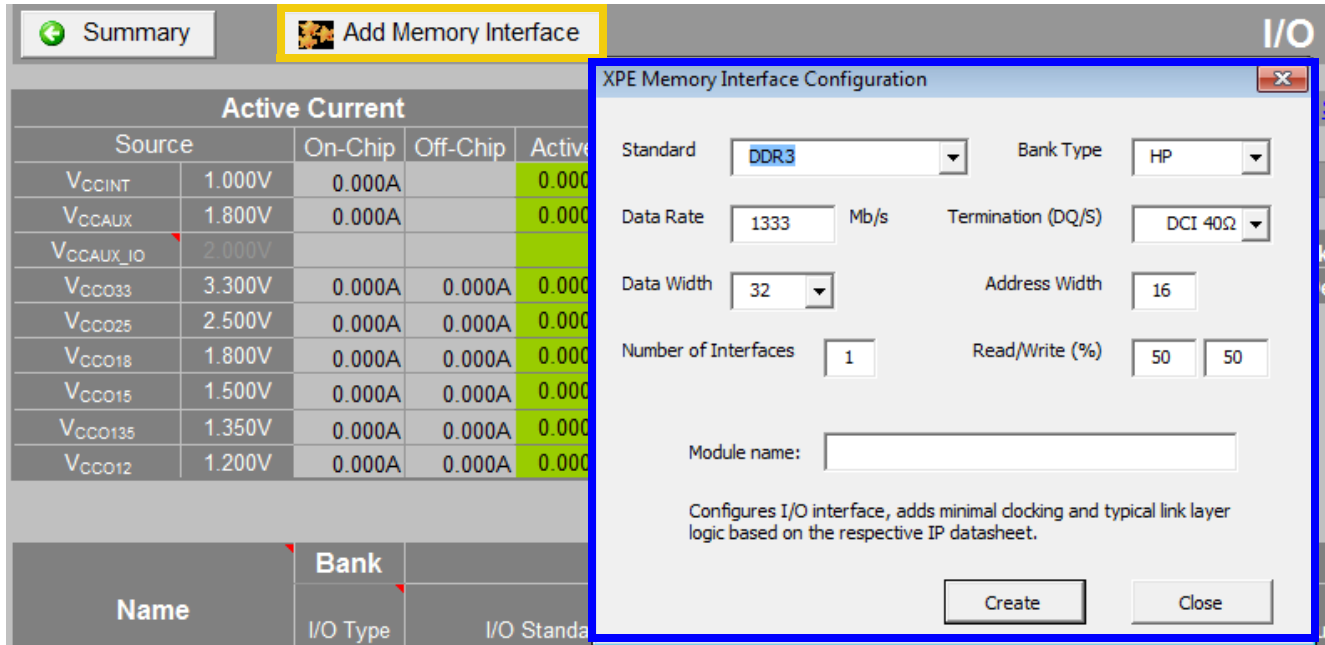 Summary
Add Memory Interface
I/O
XPE Memory Interface Configuration
Active Current
Source On-Chip Off-Chip Active
VCCINT 1.000V 0.000A 0.000
VCCAUX 1.800V 0.000A 0.000
VCCAUX_IO 2.000V
VCCO33 3.300V 0.000A 0.000A 0.000
VCCO25 2.500V 0.000A 0.000A 0.000
VCCO18 1.800V 0.000A 0.000A 0.000
VCCO15 1.500V 0.000A 0.000A 0.000
VCCO135 1.350V 0.000A 0.000A 0.000
VCCO12 1.200V 0.000A 0.000A 0.000
Standard DDR3 Bank Type HP
Data Rate 1333 Mb/s Termination (DQ/S) DCI 40Ω
Data Width 32 Address Width 16
Number of Interfaces 1 Read/Write (%) 50 50
Module name:
Configures I/O interface, adds minimal clocking and typical link layer
logic based on the respective IP datasheet.
Create Close
Bank
Name
I/O Type I/O Standa